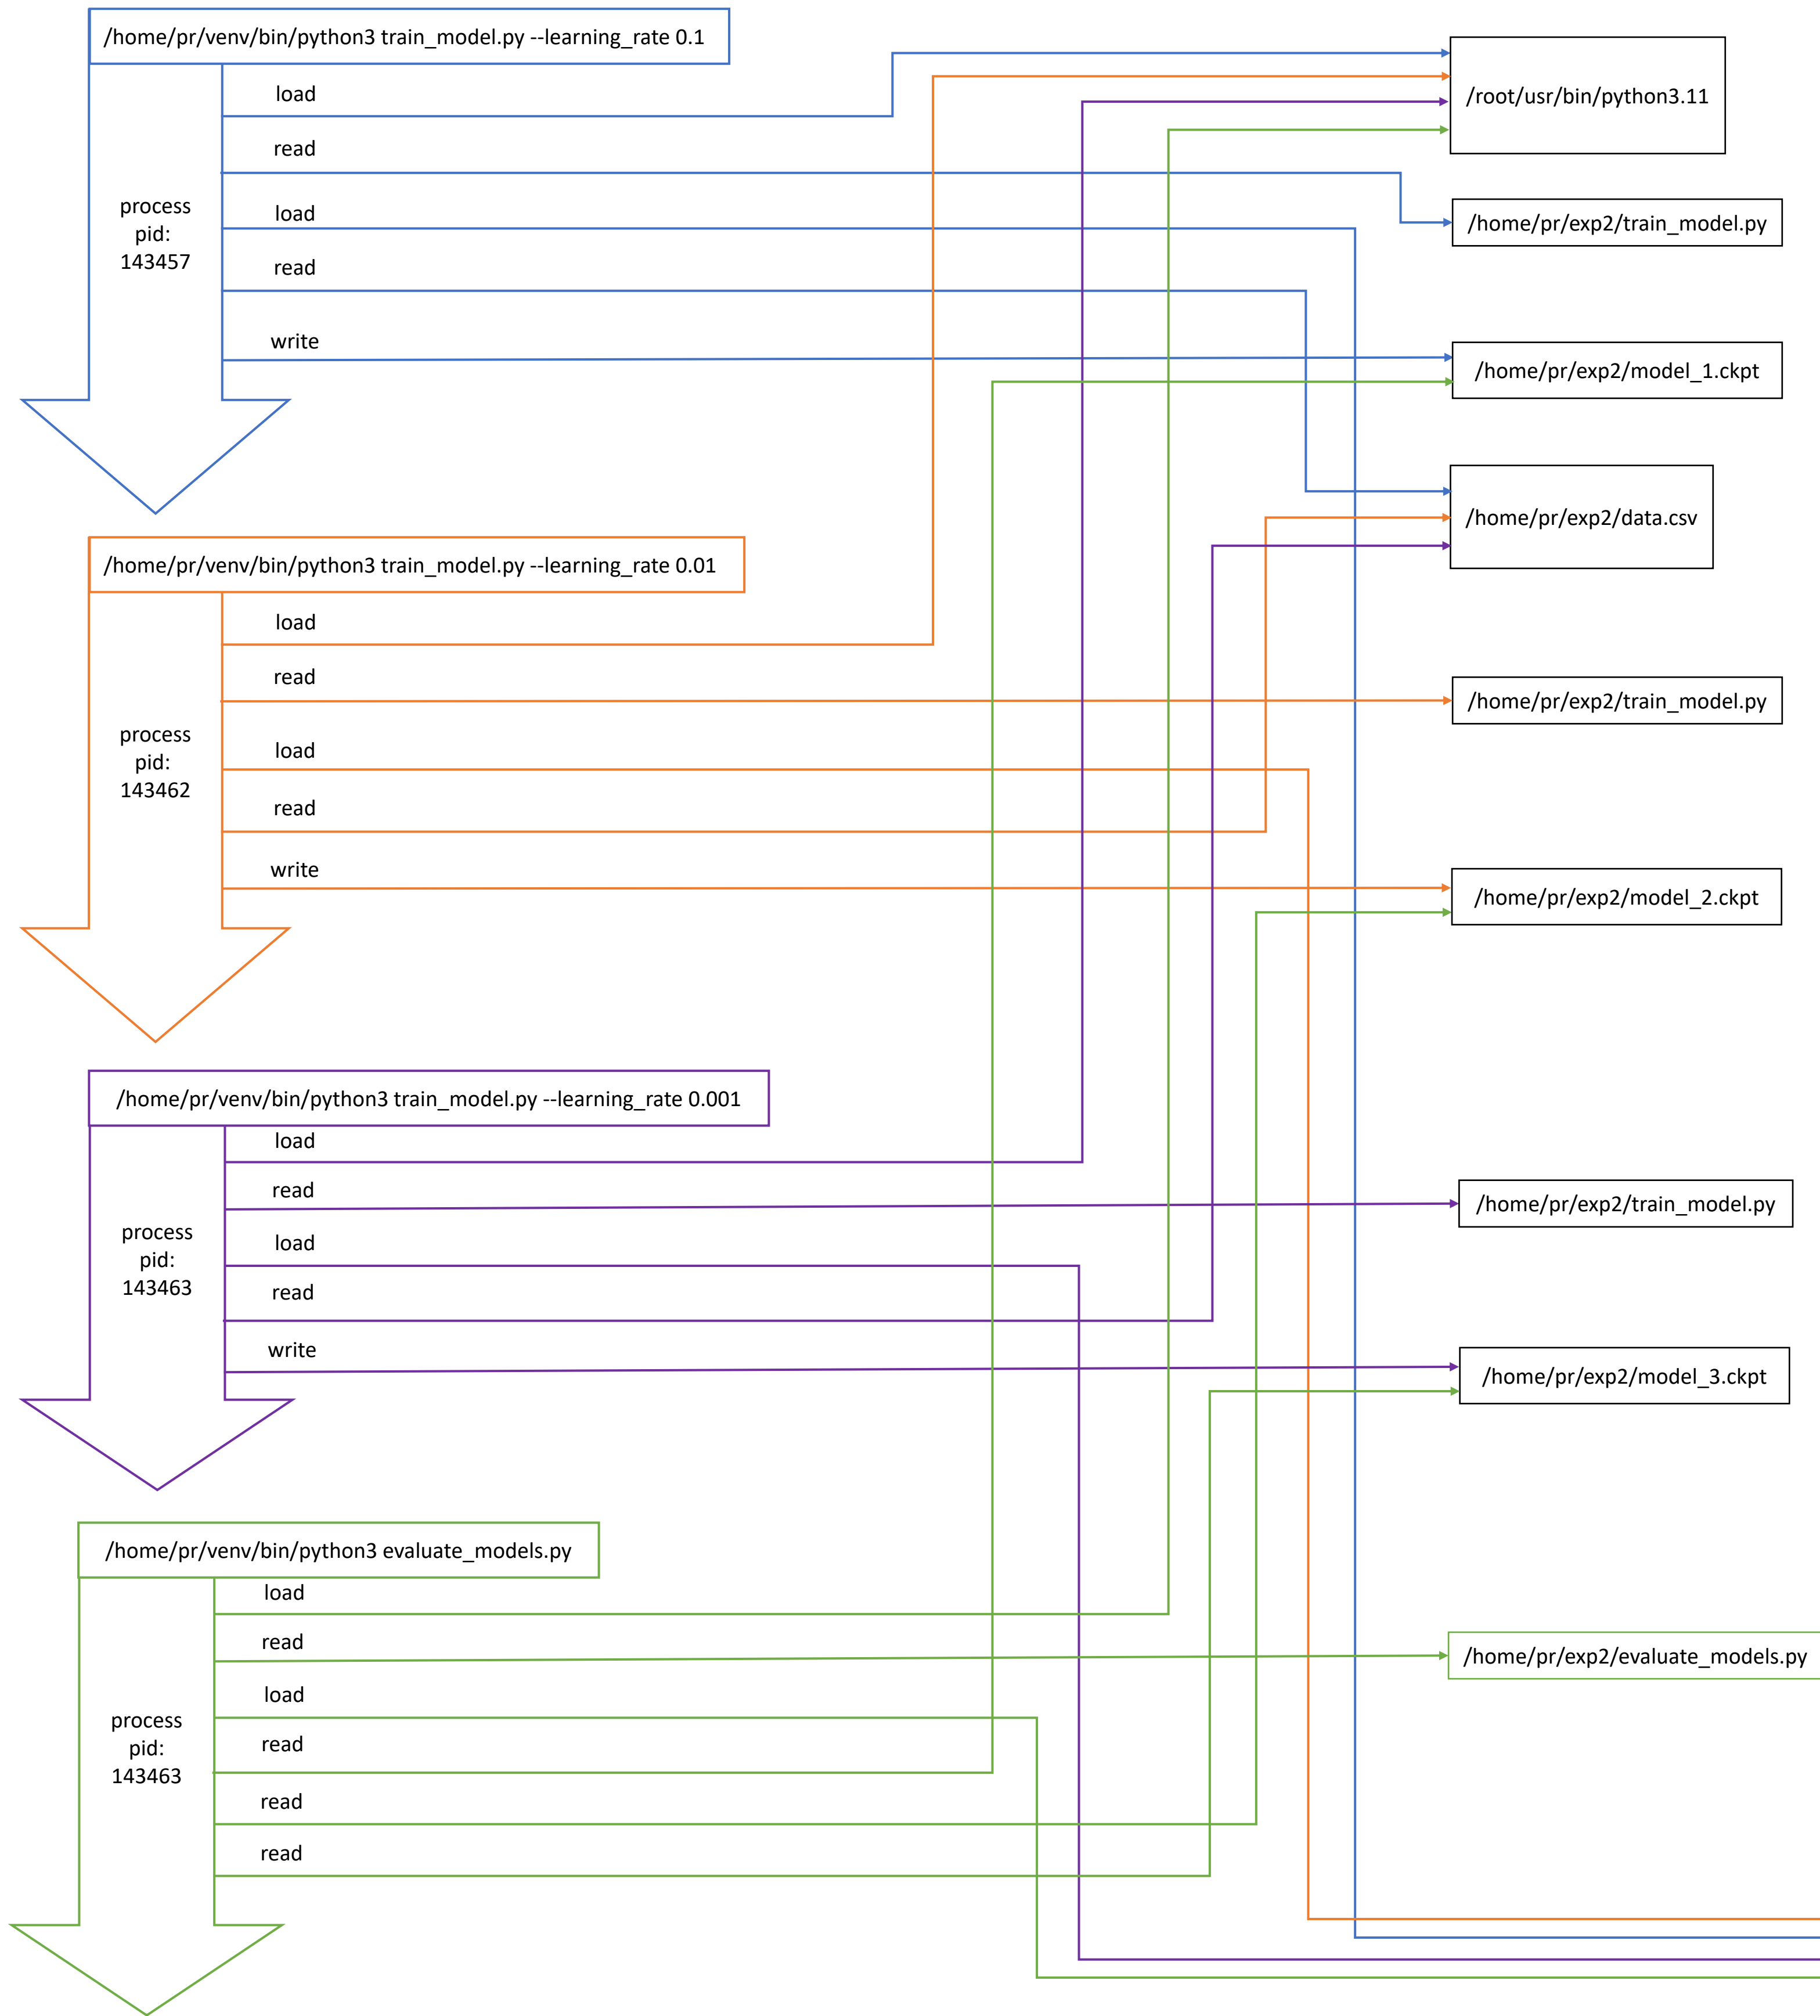 /home/pr/venv/bin/python3 train_model.py --learning_rate 0.1
load
read
load
read
write
process
pid:
143457
/root/usr/bin/python3.11
/home/pr/exp2/train_model.py
/home/pr/exp2/model_1.ckpt
/home/pr/exp2/data.csv
/home/pr/venv/bin/python3 train_model.py --learning_rate 0.01
load
read
load
read
write
process
pid:
143462
/home/pr/exp2/train_model.py
/home/pr/exp2/model_2.ckpt
/home/pr/venv/bin/python3 train_model.py --learning_rate 0.001
load
read
load
read
write
process
pid:
143463
/home/pr/exp2/train_model.py
/home/pr/exp2/model_3.ckpt
/home/pr/venv/bin/python3 evaluate_models.py
load
read
load
read
read
read
process
pid:
143463
/home/pr/exp2/evaluate_models.py